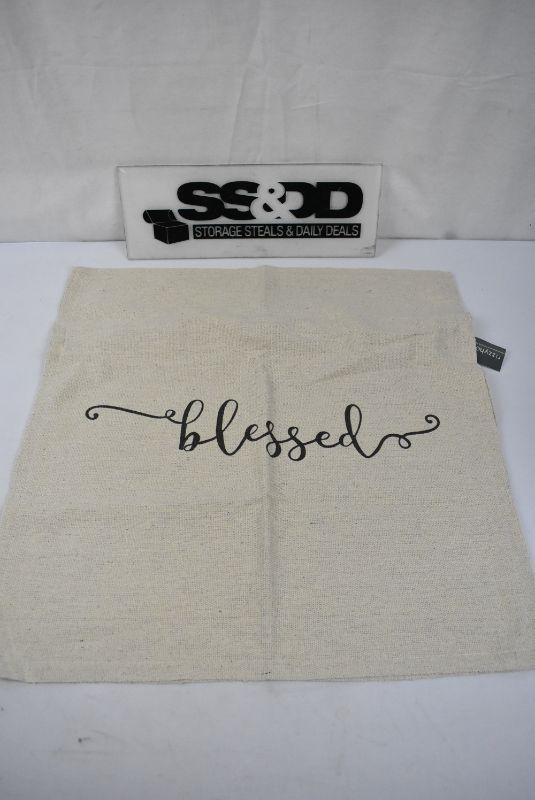 SS&DD
STORAGE STEALS & DAILY DEALS
blessed